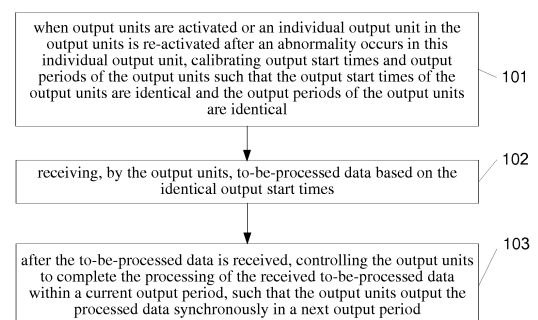 when output units are activated or an individual output unit in the
output units is re-activated after an abnormality occurs in this
individual output unit, calibrating output start times and output
periods of the output units such that the output start times of the
output units are identical and the output periods of the output units
are identical
101
receiving, by the output units, to-be-processed data based on the
identical output start times
102
after the to-be-processed data is received, controlling the output units
to complete the processing of the received to-be-processed data
within a current output period, such that the output units output the
processed data synchronously in a next output period
103